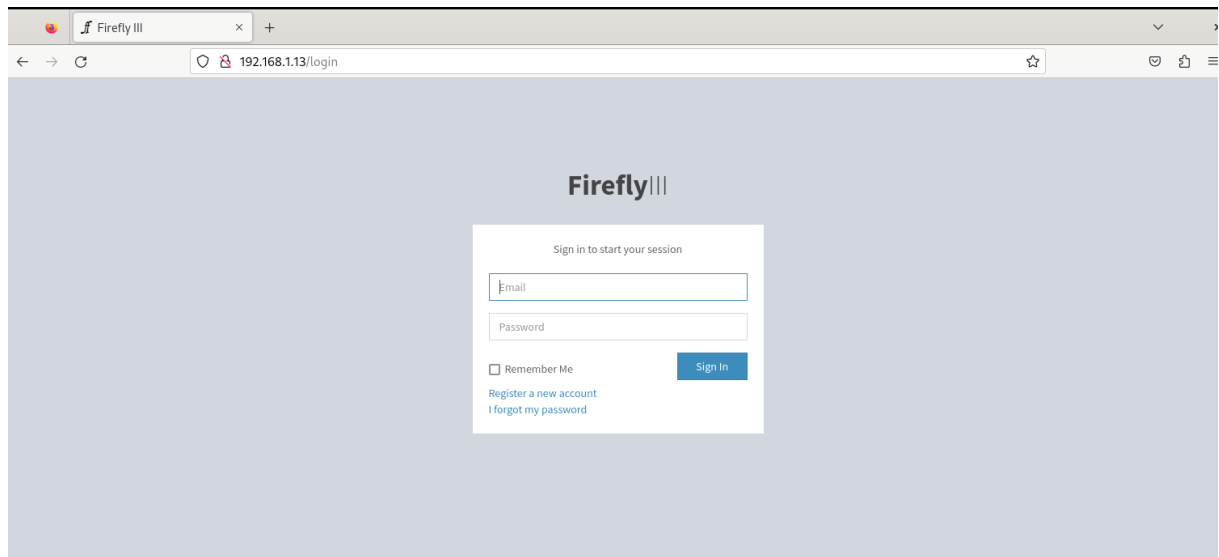 Firefly III
192.168.1.13/login
FireflyIII
Sign in to start your session
Email
Password
Remember Me
Sign In
Register a new account
I forgot my password